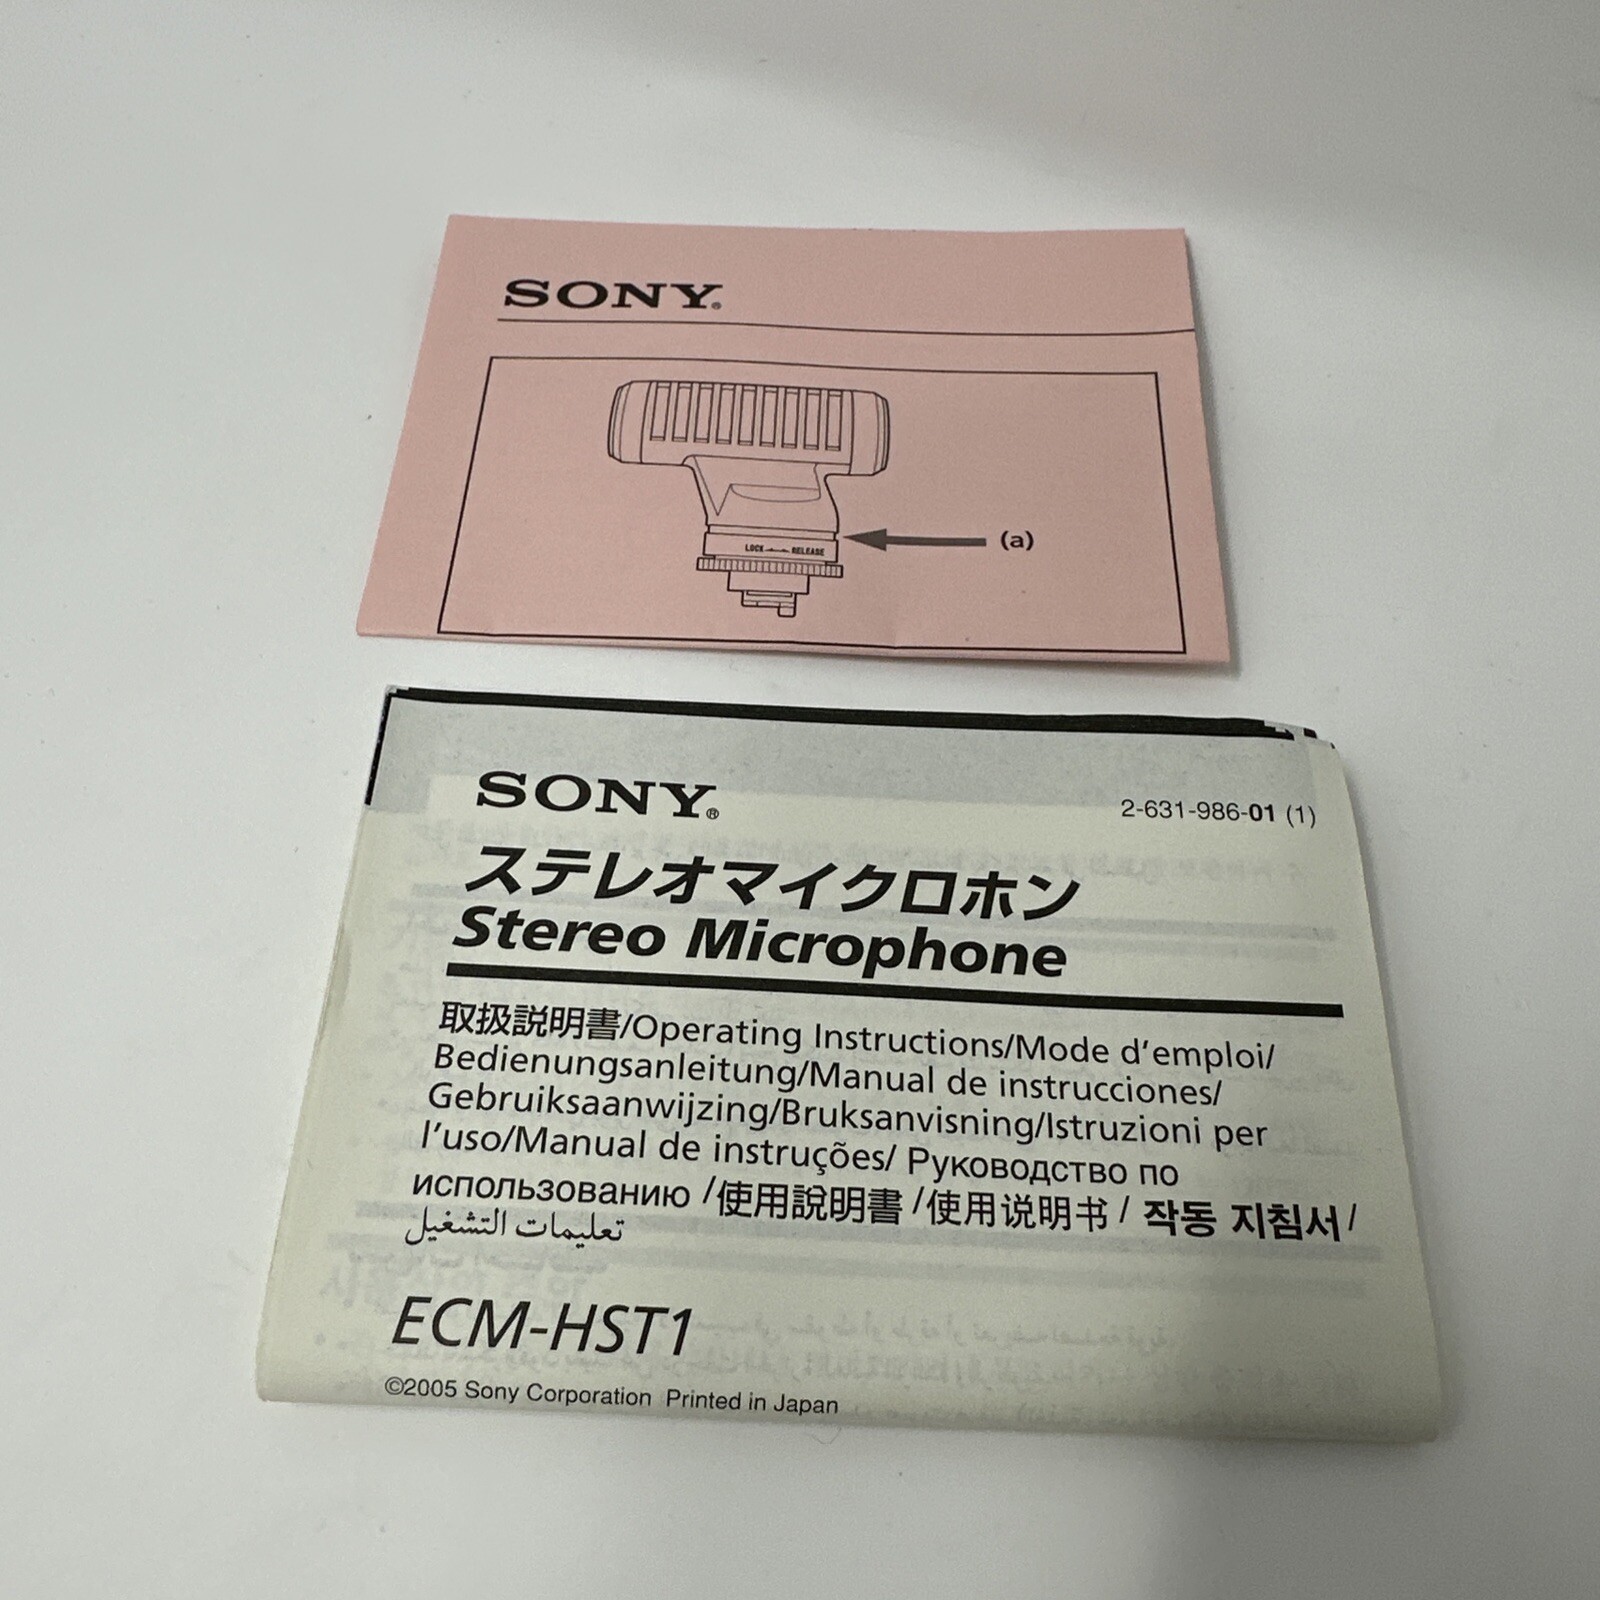 SONY®
LOCK RELEASE
(a)
SONY®
2-631-986-01 (1)
ステレオマイクロホン
Stereo Microphone
取扱説明書/Operating Instructions/Mode d'emploi/
Bedienungsanleitung/Manual de instrucciones/
Gebruiksaanwijzing/Bruksanvisning/Istruzioni per
l'uso/Manual de instruções/ Руководство по
использованию /使用說明書 /使用说明书 / 작동 지침서/
تعليمات التشغيل
ECM-HST1
©2005 Sony Corporation Printed in Japan